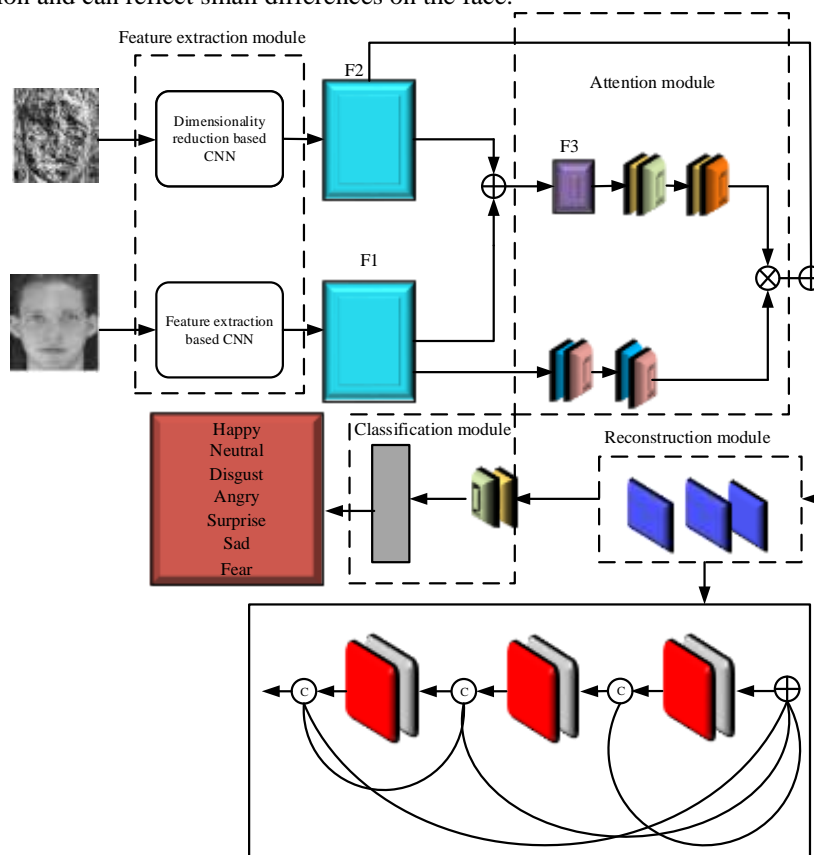 ion and can reflect small differences on the face.
Feature extraction module
F2
Attention module
Dimensionality
reduction based
CNN
F3
F1
Feature extraction
based CNN
Happy
Neutral
Disgust
Angry
Surprise
Sad
Fear
Classification module
Reconstruction module
C
C
C